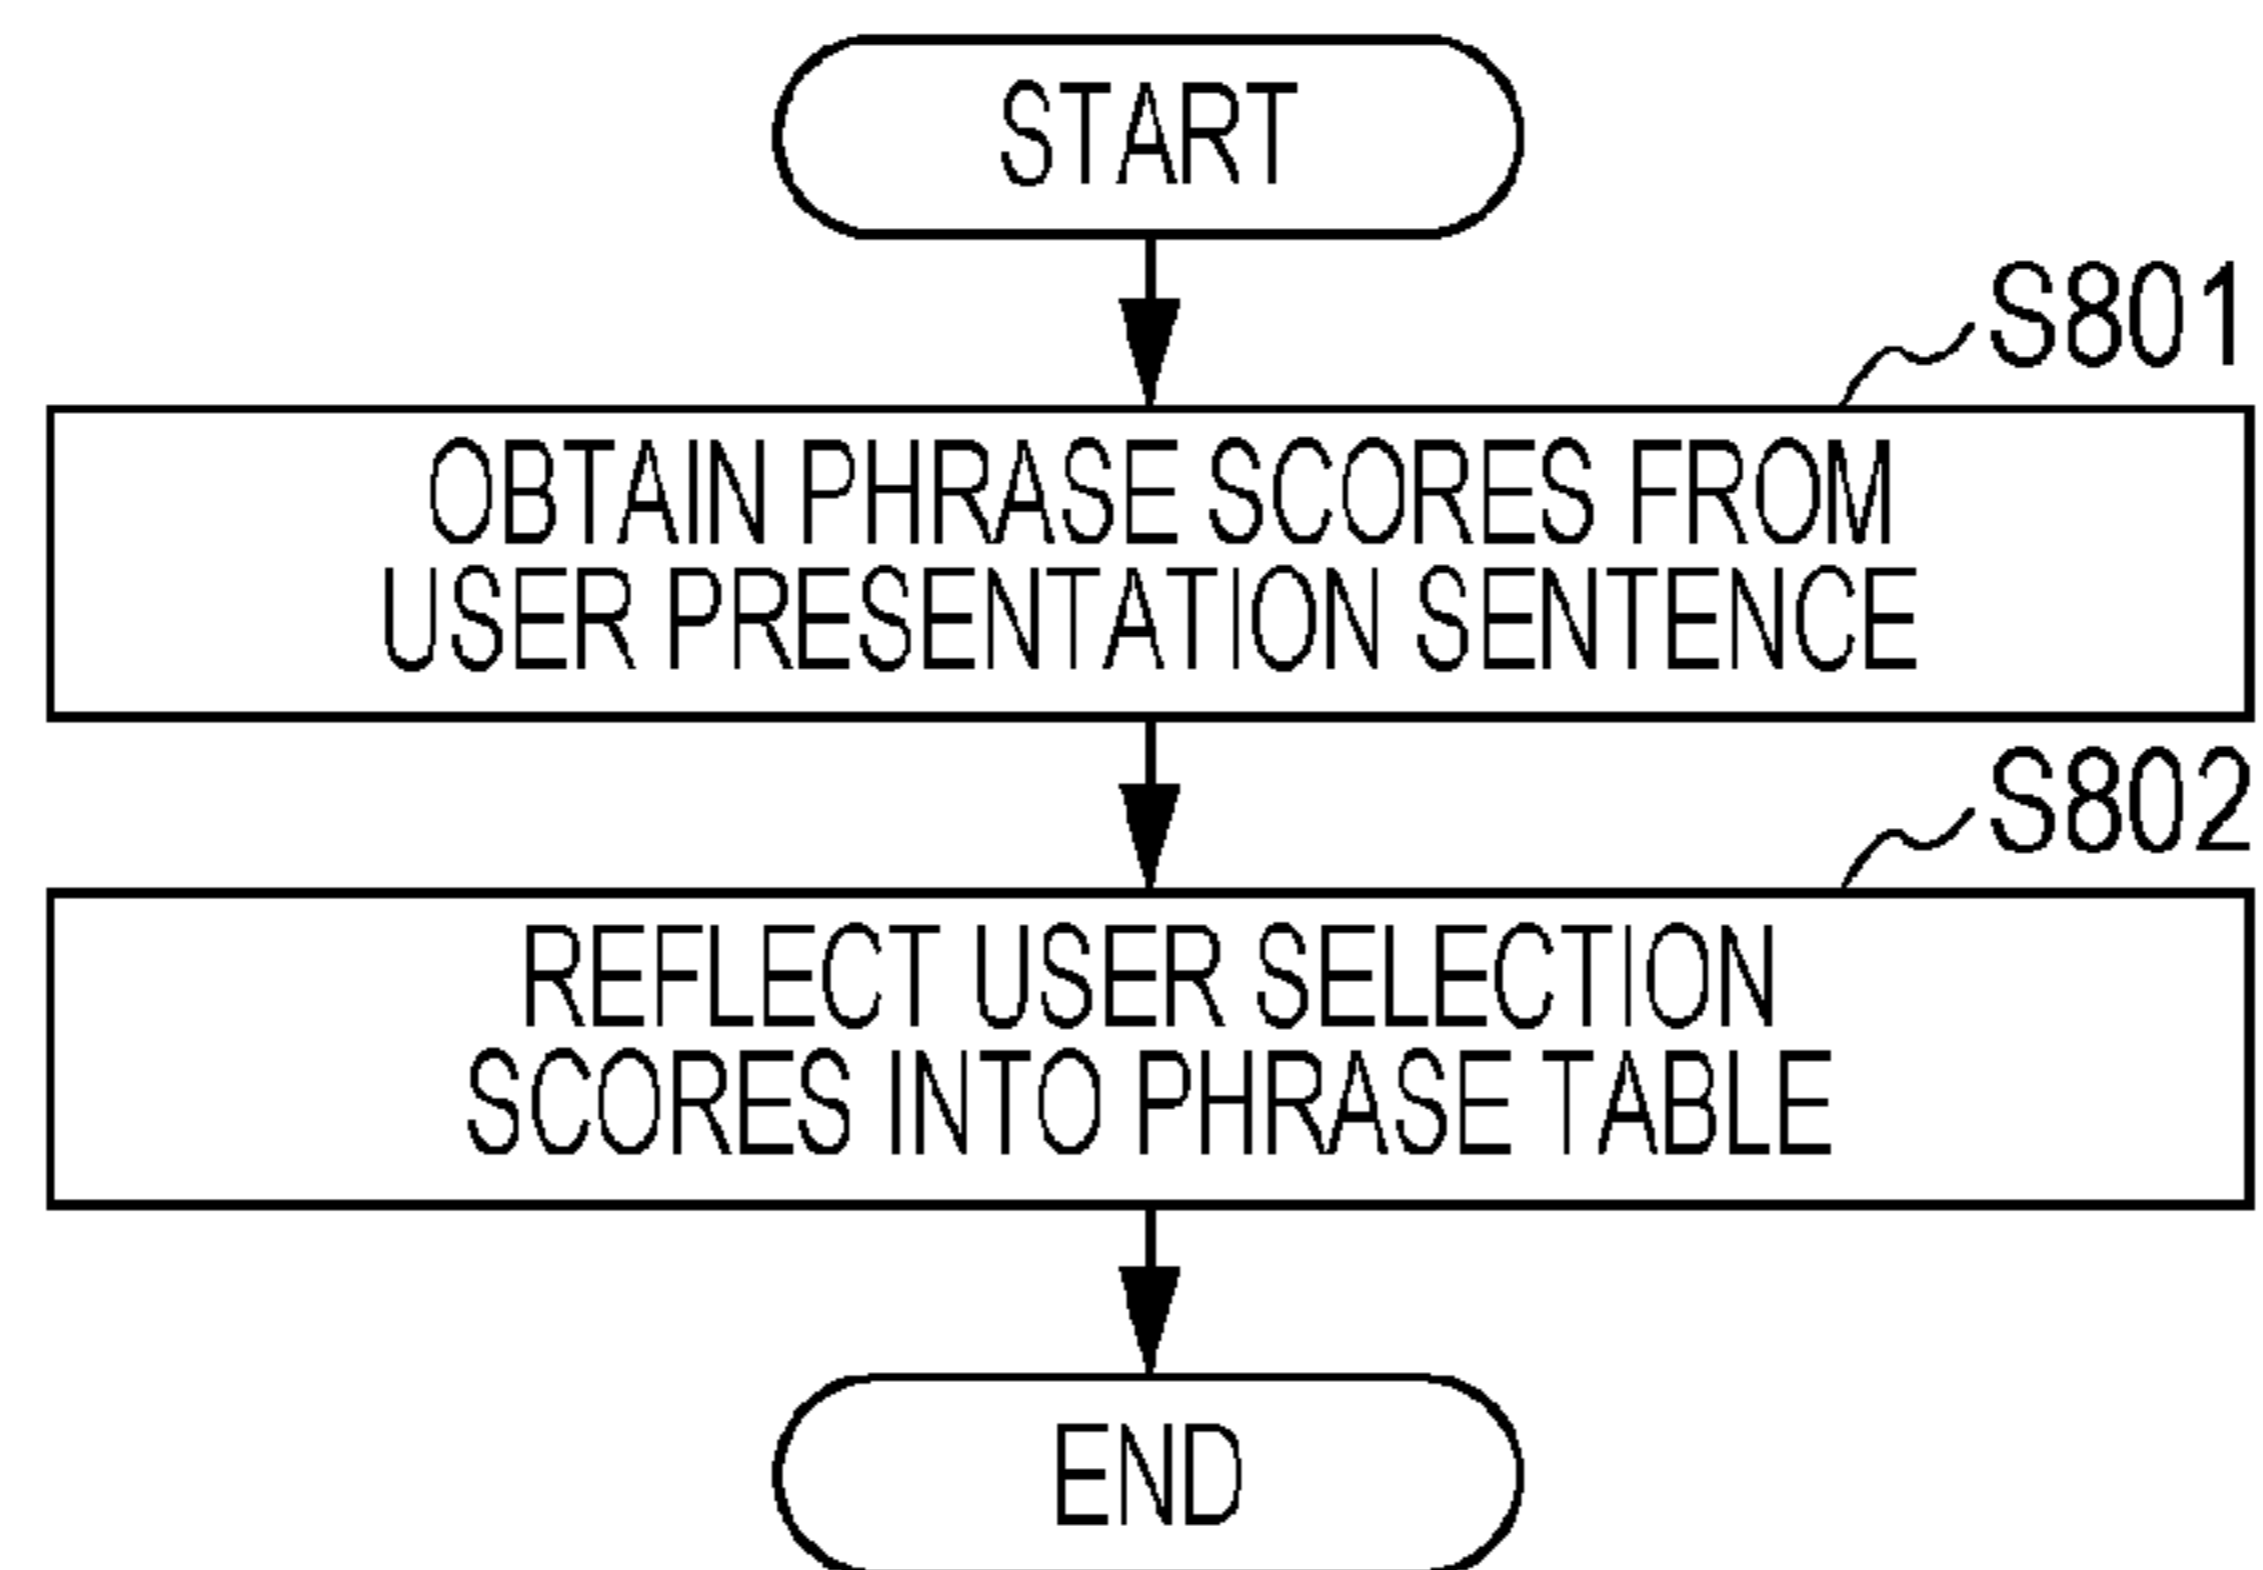 START
S801
OBTAIN PHRASE SCORES FROM
USER PRESENTATION SENTENCE
S802
REFLECT USER SELECTION
SCORES INTO PHRASE TABLE
END